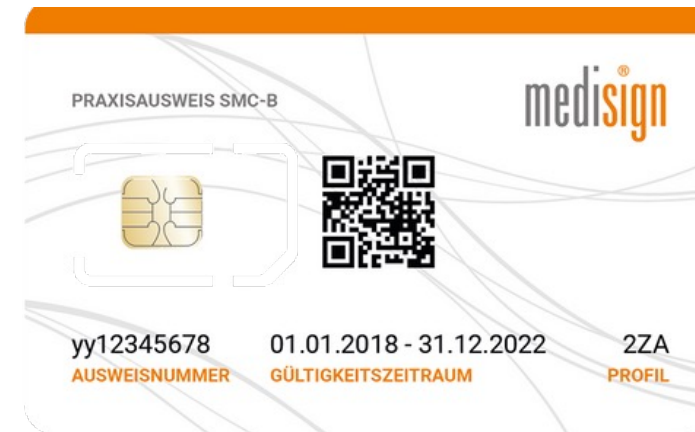 PRAXISAUSWEIS SMC-B
medisign®
yy12345678
AUSWEISNUMMER
01.01.2018 - 31.12.2022
GÜLTIGKEITSZEITRAUM
2ZA
PROFIL